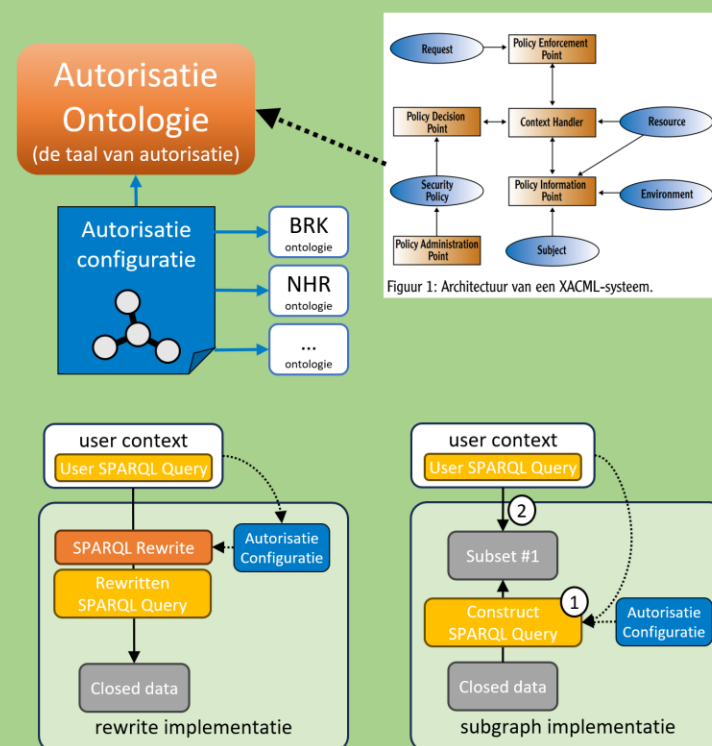 Autorisatie
Ontologie
(de taal van autorisatie)
Autorisatie
configuratie
BRK
ontologie
NHR
ontologie
...
ontologie
Request
Policy Enforcement
Point
Policy Decision
Point
Context Handler
Resource
Security
Policy
Policy Information
Point
Environment
Policy Administration
Point
Subject
Figuur 1: Architectuur van een XACML-systeem.
user context
User SPARQL Query
SPARQL Rewrite
Autorisatie
Configuratie
Rewritten
SPARQL Query
Closed data
rewrite implementatie
user context
User SPARQL Query
2
Subset #1
1
Construct
SPARQL Query
Autorisatie
Configuratie
Closed data
subgraph implementatie